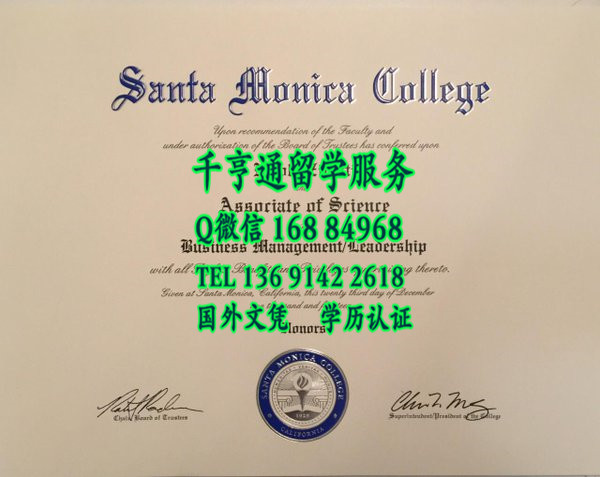 Santa Monica College
Upon recommendation of the Faculty and
under authorization of the Board of Trustees has conferred upon
千亨通留学服务
Associate of Science
Q微信 168 84968
Business Management/Leadership
with all thereto.
TEL 136 9142 2618
Given at Santa Monica, California, this twenty third day of December
thousand and
国外文凭 学历认证
Honors
SANTA MONICA COLLEGE
1929
CALIFORNIA
Chair, Board of Trustees
Superintendent/President of the College